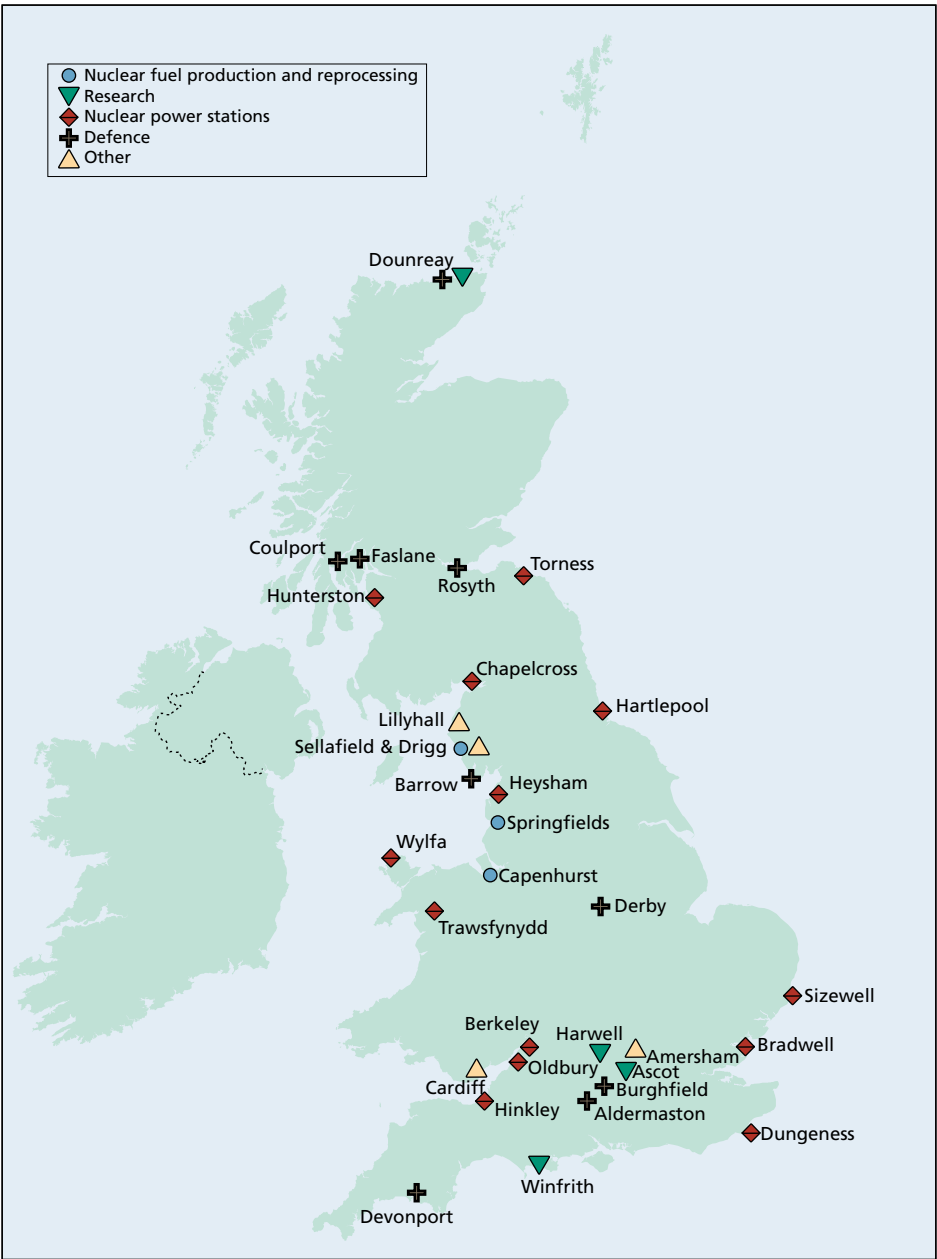 Nuclear fuel production and reprocessing
Research
Nuclear power stations
Defence
Other
Dounreay
Coulport
Faslane
Rosyth
Torness
Hunterston
Chapelcross
Hartlepool
Lillyhall
Sellafield & Drigg
Barrow
Heysham
Springfields
Wylfa
Capenhurst
Derby
Trawsfynydd
Sizewell
Berkeley
Harwell
Bradwell
Amersham
Oldbury
Ascot
Cardiff
Burghfield
Hinkley
Aldermaston
Dungeness
Winfrith
Devonport